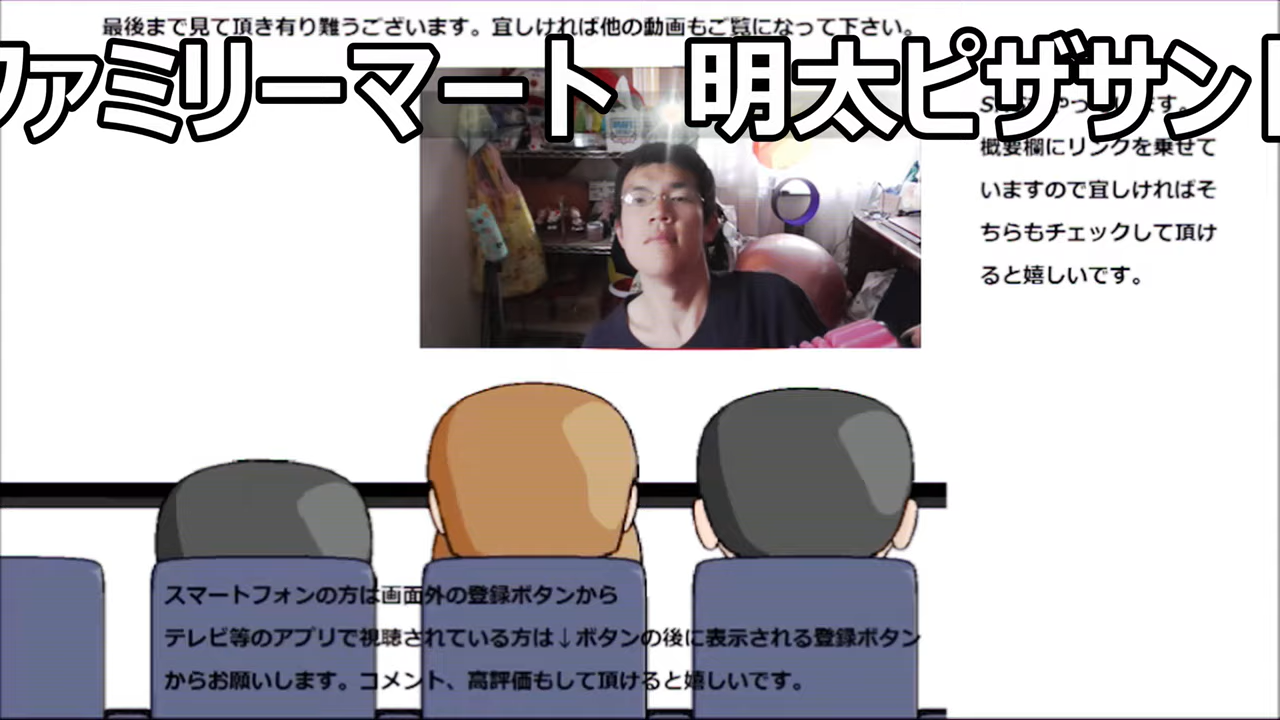 最後まで見て頂き有り難うございます。宜しければ他の動画もご覧になって下さい。
ファミリーマート 明太ピザサンド
概要欄にリンクを乗せて
いますので宜しければそ
ちらもチェックして頂け
ると嬉しいです。
スマートフォンの方は画面外の登録ボタンから
テレビ等のアプリで視聴されている方は↓ボタンの後に表示される登録ボタン
からお願いします。コメント、高評価もして頂けると嬉しいです。